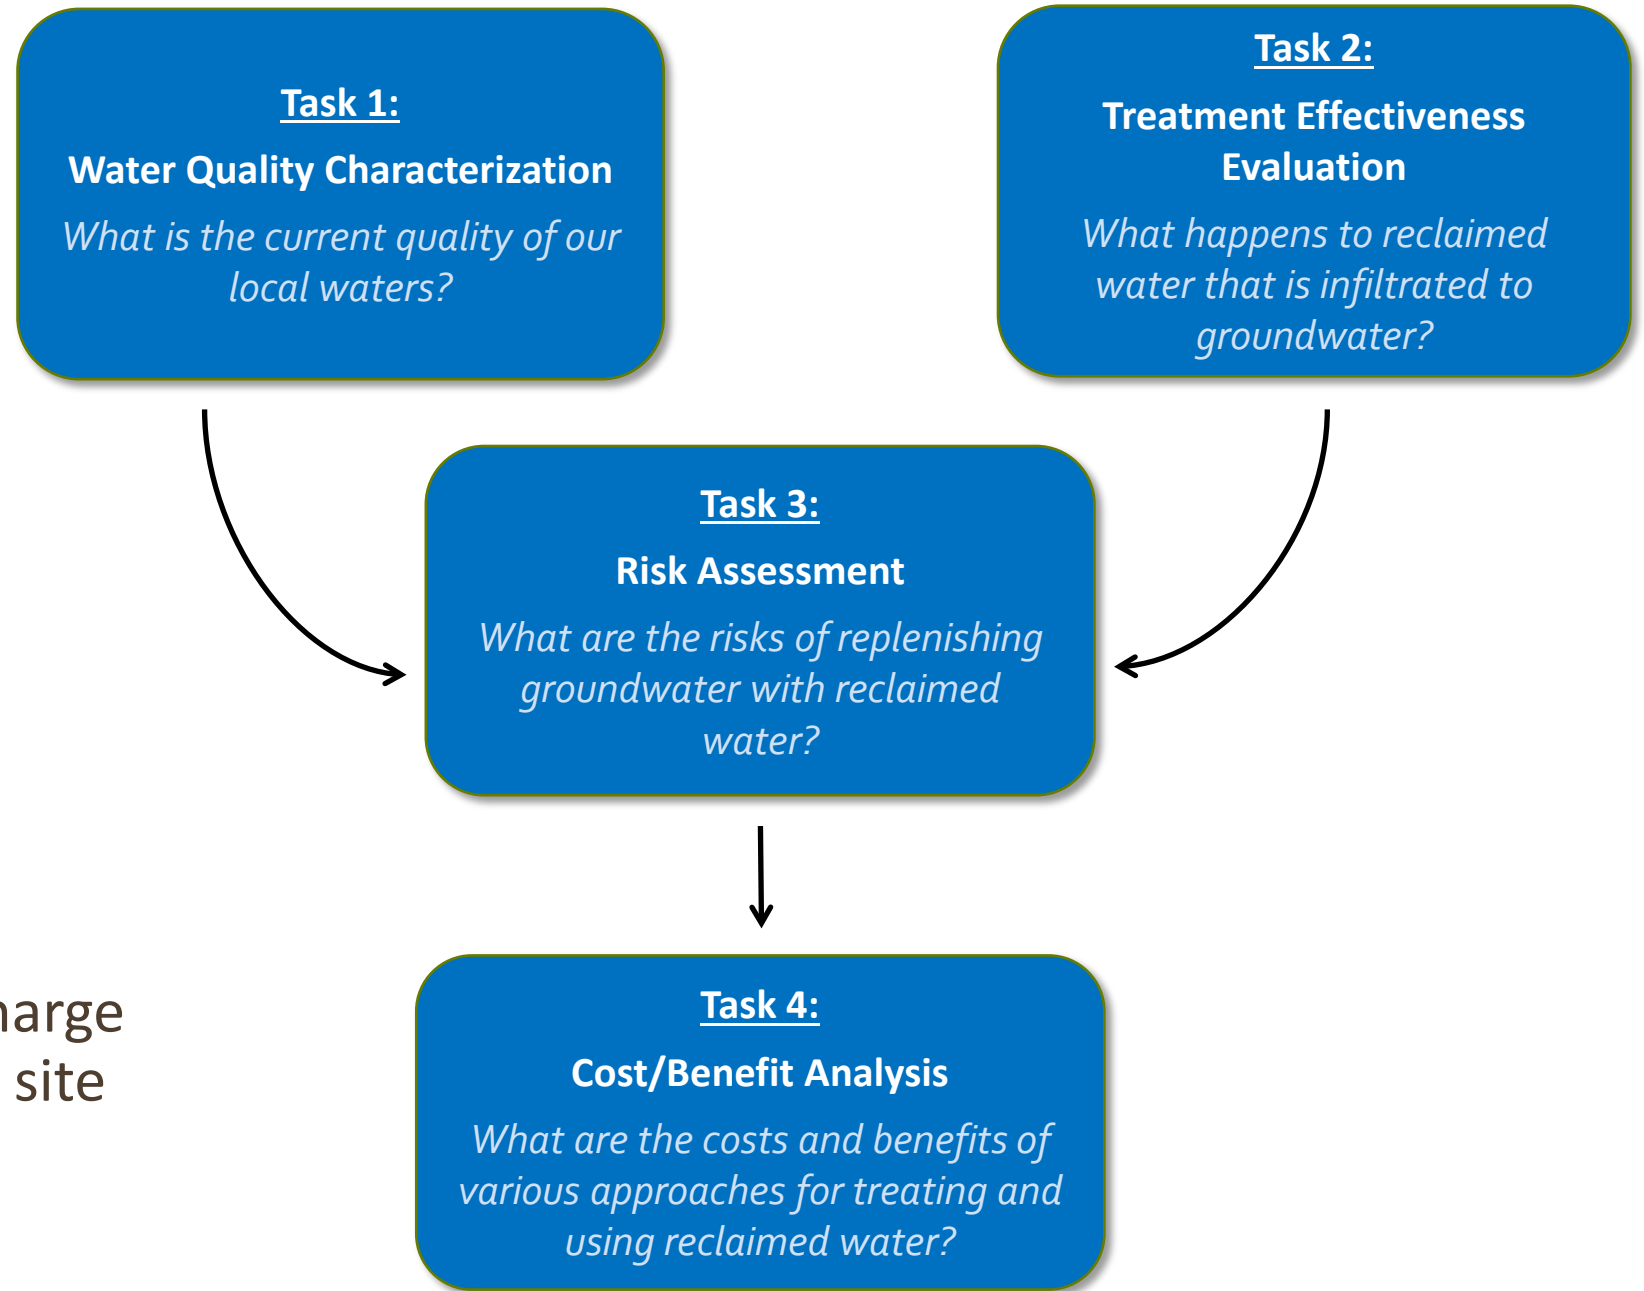 Task 1:
Water Quality Characterization
What is the current quality of our
local waters?
Task 2:
Treatment Effectiveness
Evaluation
What happens to reclaimed
water that is infiltrated to
groundwater?
Task 3:
Risk Assessment
What are the risks of replenishing
groundwater with reclaimed
water?
site
Task 4:
Cost/Benefit Analysis
What are the costs and benefits of
various approaches for treating and
using reclaimed water?